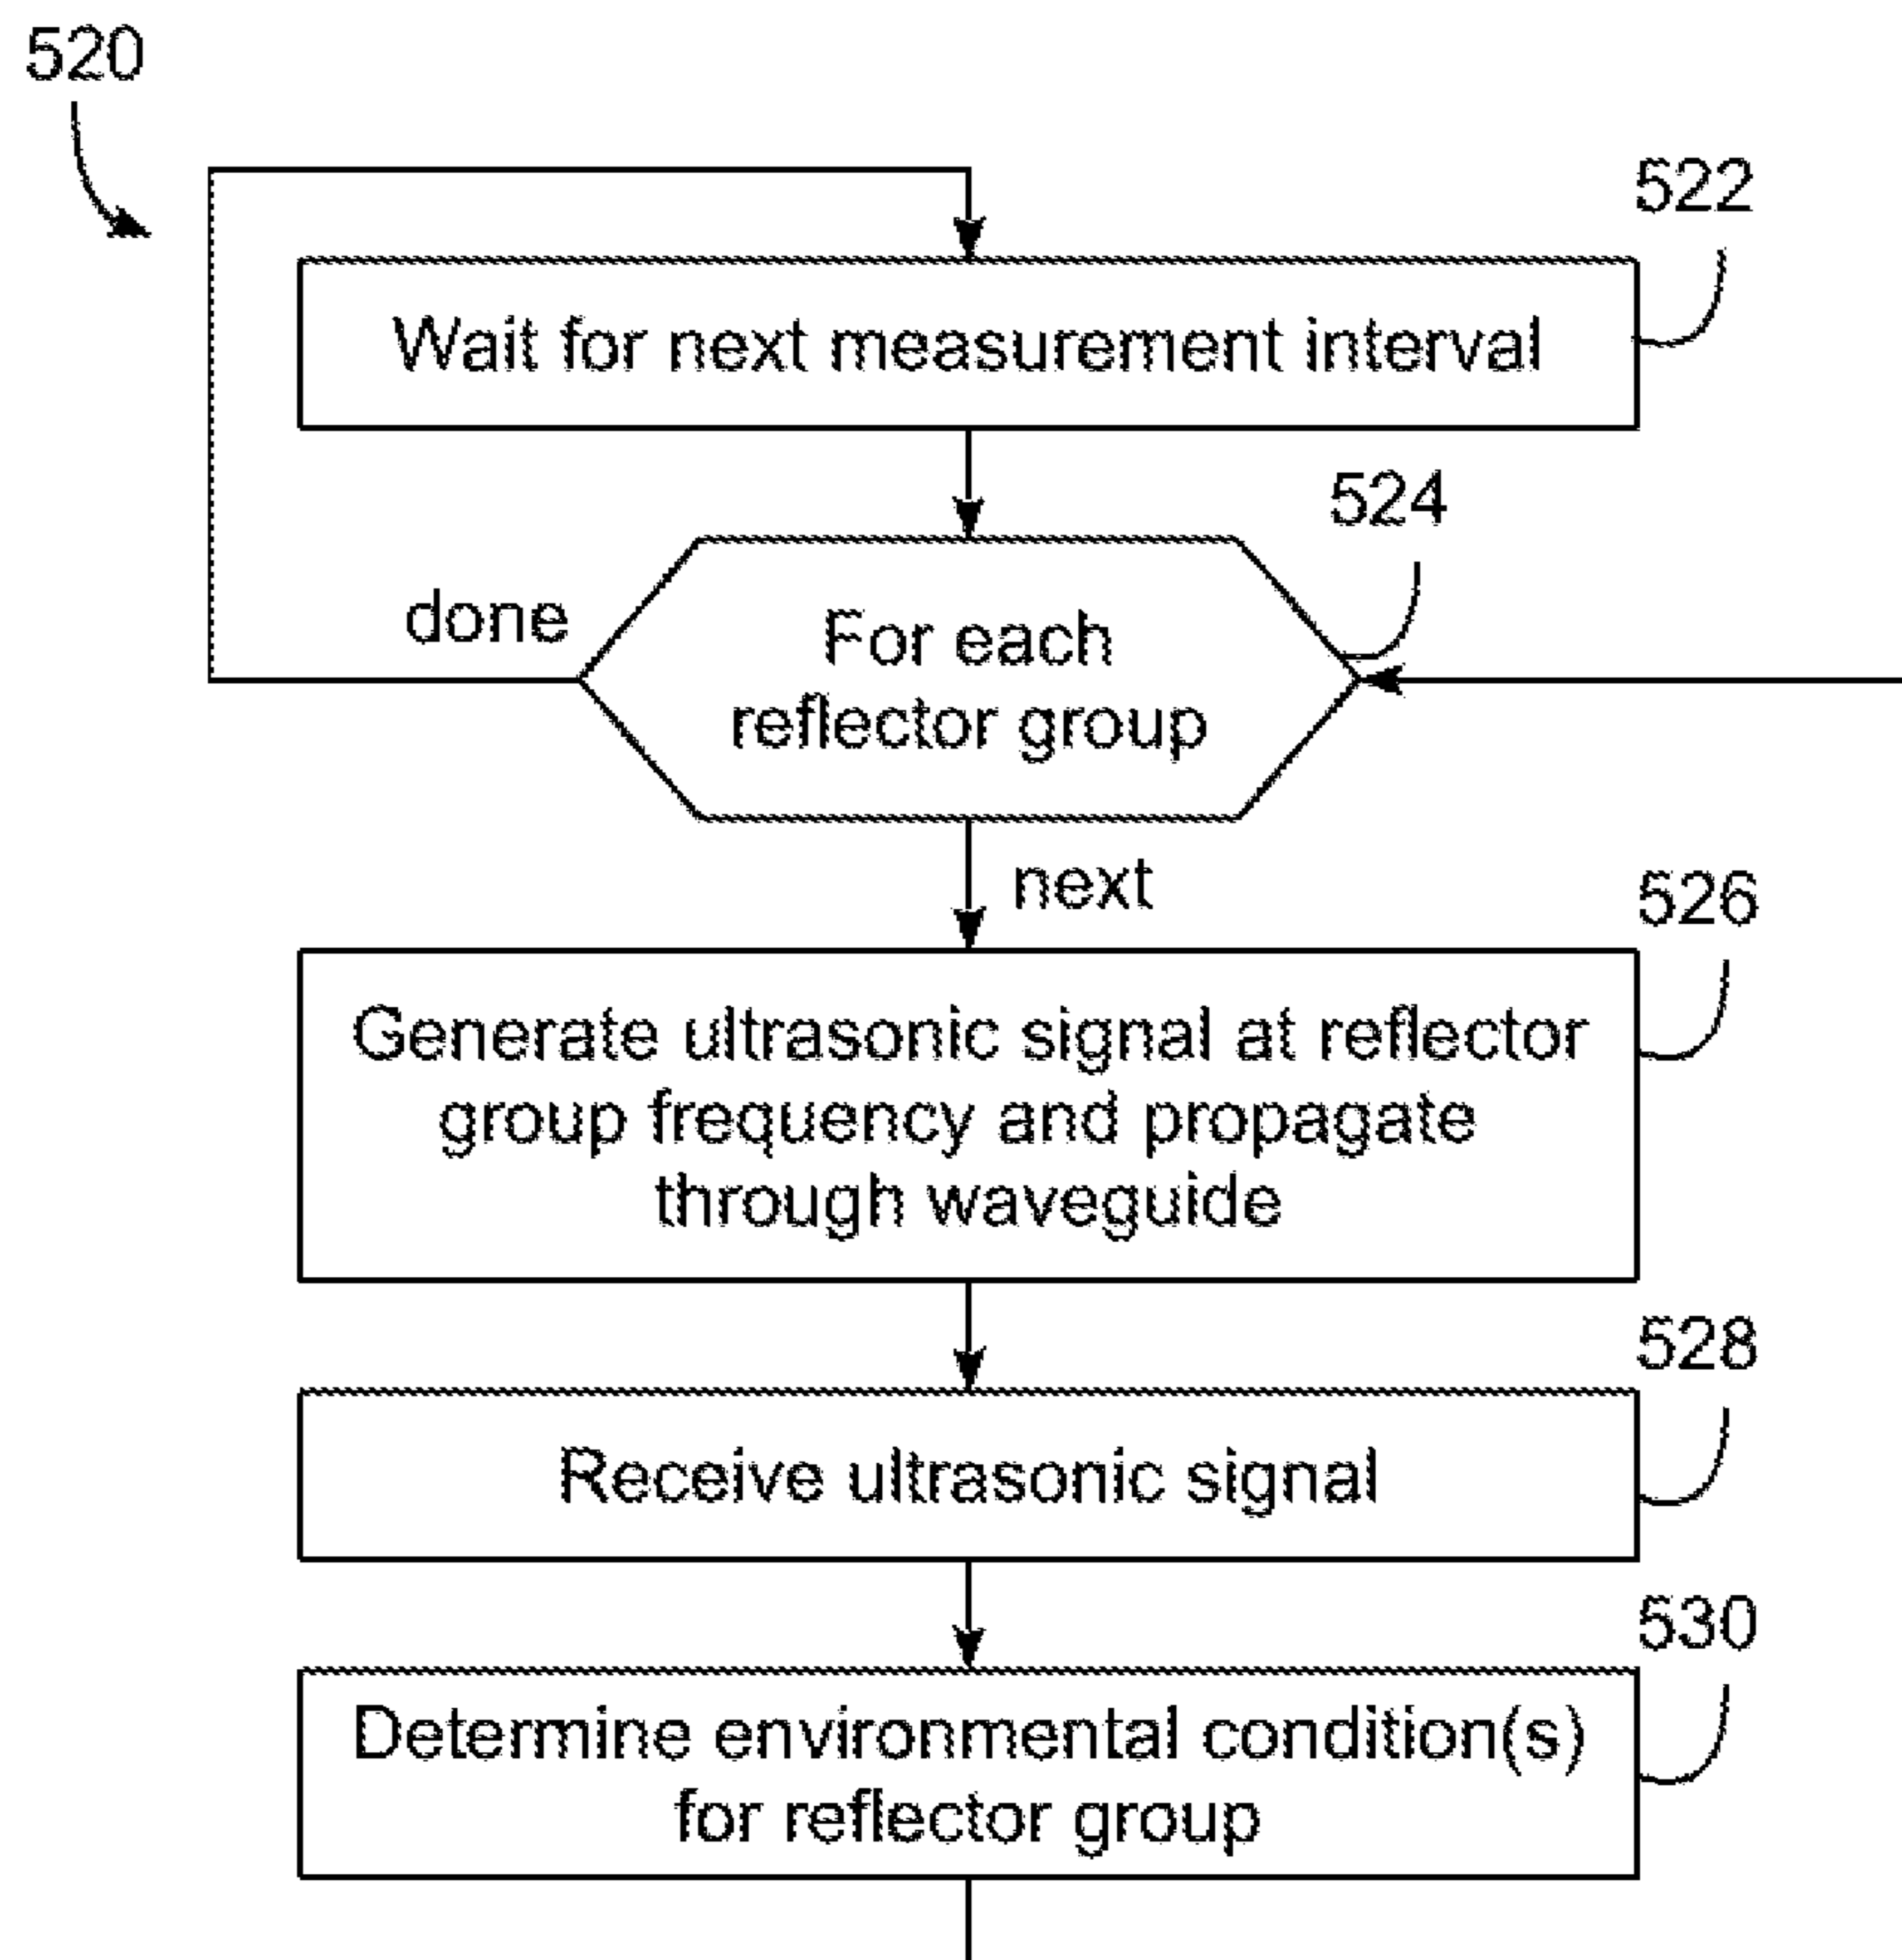 520
522
Wait for next measurement interval
524
done
For each
reflector group
next
526
Generate ultrasonic signal at reflector
group frequency and propagate
through waveguide
528
Receive ultrasonic signal
530
Determine environmental condition(s)
for reflector group